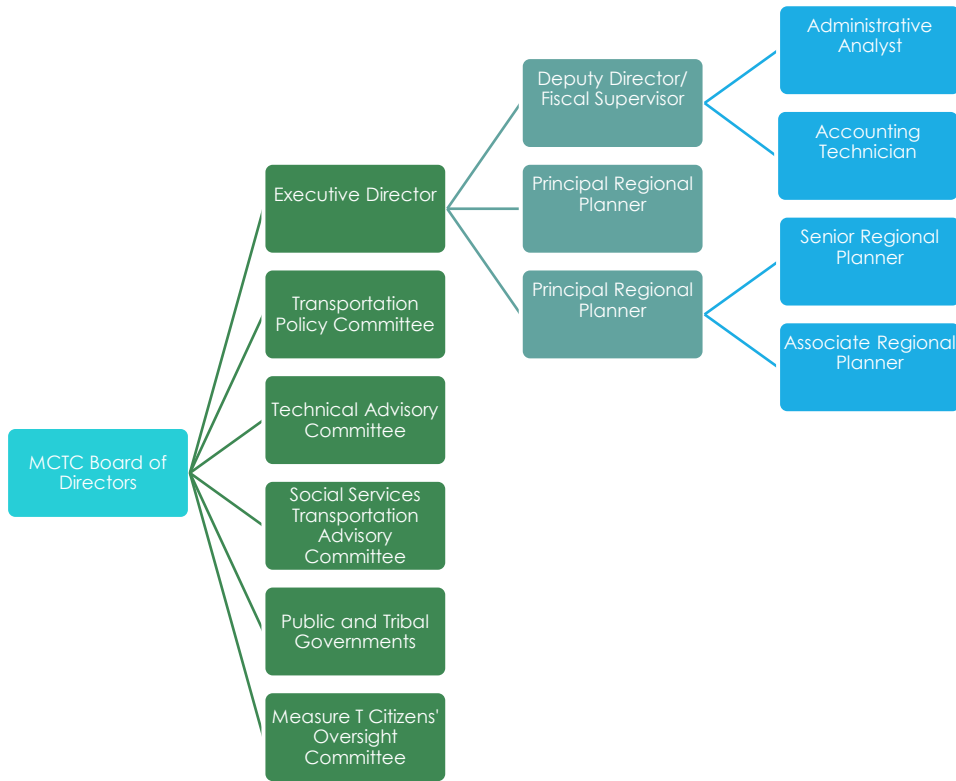 MCTC Board of
Directors
Executive Director
Transportation
Policy Committee
Technical Advisory
Committee
Social Services
Transportation
Advisory
Committee
Public and Tribal
Governments
Measure T Citizens'
Oversight
Committee
Deputy Director/
Fiscal Supervisor
Principal Regional
Planner
Principal Regional
Planner
Administrative
Analyst
Accounting
Technician
Senior Regional
Planner
Associate Regional
Planner